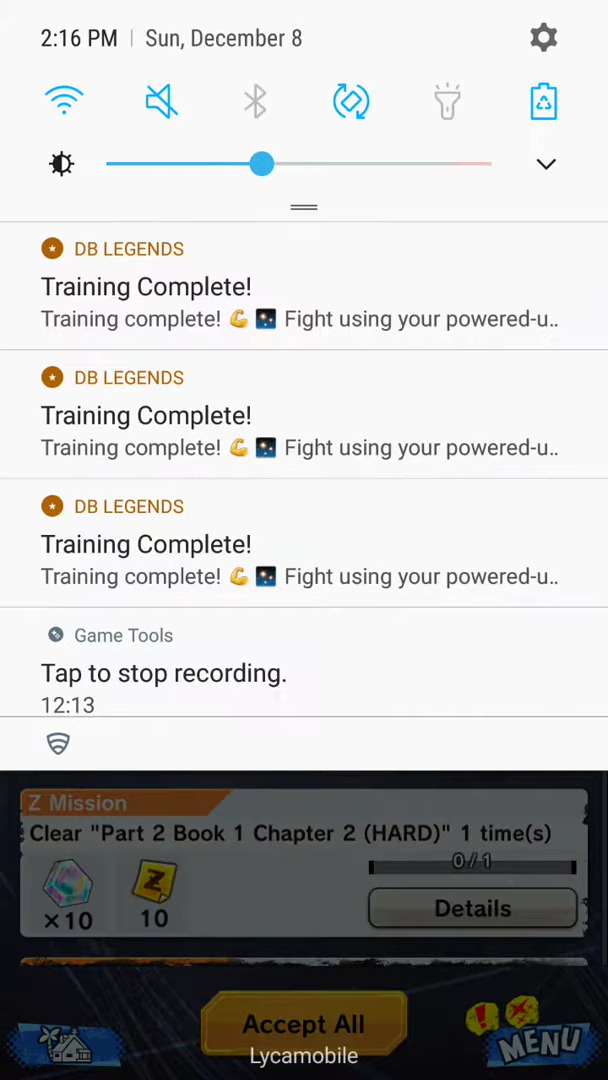 2:16 PM | Sun, December 8
DB LEGENDS
Training Complete!
Training complete! 💪 🌌 Fight using your powered-u..
DB LEGENDS
Training Complete!
Training complete! 💪 🌌 Fight using your powered-u..
DB LEGENDS
Training Complete!
Training complete! 💪 🌌 Fight using your powered-u..
Game Tools
Tap to stop recording.
12:13
Z Mission
Clear "Part 2 Book 1 Chapter 2 (HARD)" 1 time(s)
0/1
Z
×10
10
Details
Accept All
MENU
Lycamobile